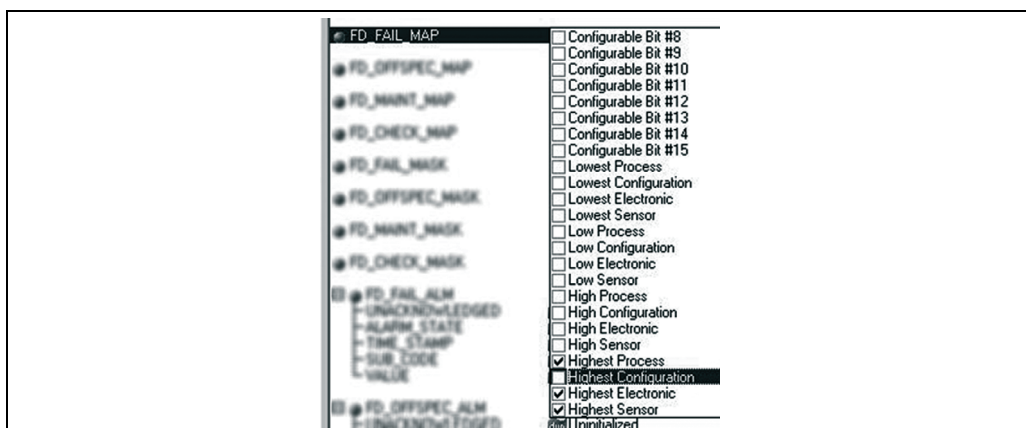 FD_FAIL_MAP
FD_OFFSPEC_MAP
FD_MAINT_MAP
FD_CHECK_MAP
FD_FAIL_MASK
FD_OFFSPEC_MASK
FD_MAINT_MASK
FD_CHECK_MASK
FD_FAIL_ALM
UNACKNOWLEDGED
ALARM_STATE
TIME_STAMP
SUB_CODE
VALUE
FD_OFFSPEC_ALM
UNACKNOWLEDGED
Configurable Bit #8
Configurable Bit #9
Configurable Bit #10
Configurable Bit #11
Configurable Bit #12
Configurable Bit #13
Configurable Bit #14
Configurable Bit #15
Lowest Process
Lowest Configuration
Lowest Electronic
Lowest Sensor
Low Process
Low Configuration
Low Electronic
Low Sensor
High Process
High Configuration
High Electronic
High Sensor
Highest Process
Highest Configuration
Highest Electronic
Highest Sensor
Uninitialized